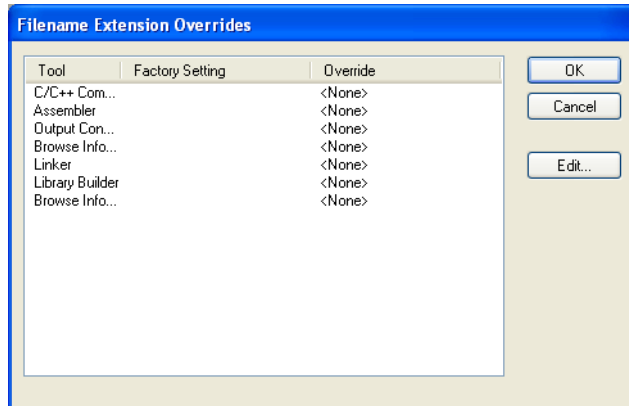 Filename Extension Overrides
Tool Factory Setting Override
C/C++ Com... <None>
Assembler <None>
Output Con... <None>
Browse Info... <None>
Linker <None>
Library Builder <None>
Browse Info... <None>
OK
Cancel
Edit...